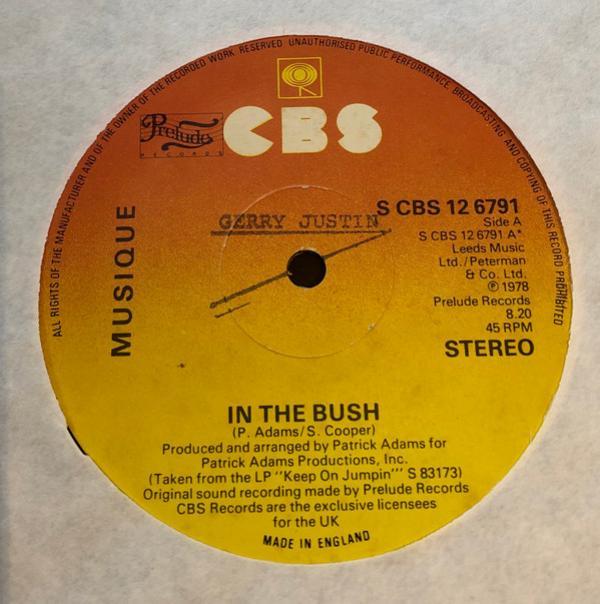 ALL RIGHTS OF THE MANUFACTURER AND OF THE OWNER OF THE RECORDED WORK RESERVED UNAUTHORISED PUBLIC PERFORMANCE BROADCASTING AND COPYING OF THIS RECORD PROHIBITED
Prelude
RECORDS
CBS
GERRY JUSTIN
MUSIQUE
S CBS 12 6791
Side A
S CBS 12 6791 A*
Leeds Music
Ltd./Peterman
& Co. Ltd.
℗ 1978
Prelude Records
8.20
45 RPM
STEREO
IN THE BUSH
(P. Adams/S. Cooper)
Produced and arranged by Patrick Adams for
Patrick Adams Productions, Inc.
(Taken from the LP "Keep On Jumpin'" S 83173)
Original sound recording made by Prelude Records
CBS Records are the exclusive licensees
for the UK
MADE IN ENGLAND